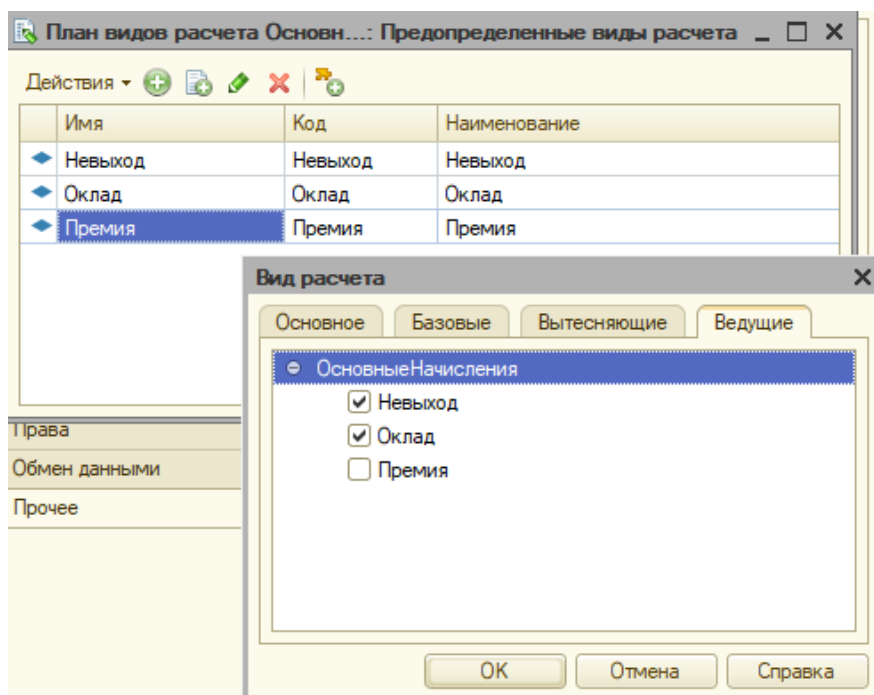 План видов расчета Основн...: Предопределенные виды расчета
Действия
Имя Код Наименование
Невыход Невыход Невыход
Оклад Оклад Оклад
Премия Премия Премия
Вид расчета
Основное Базовые Вытесняющие Ведущие
ОсновныеНачисления
Невыход
Оклад
Премия
Права
Обмен данными
Прочее
OK Отмена Справка